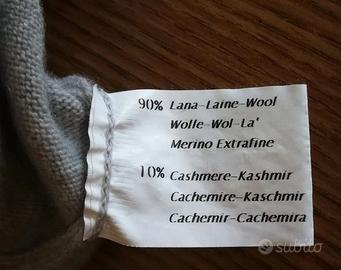 90% Lana-Laine-Wool
Wolle-Wol-La'
Merino Extrafine
10% Cashmere-Kashmir
Cachemire-Kaschmir
Cachemir-Cachemira
subito